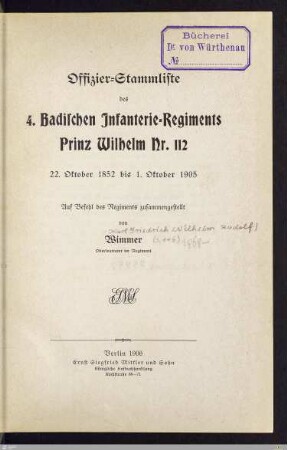 Bücherei
Dr von Würthenau
№
Offizier-Stammliste
des
4. Badischen Infanterie-Regiments
Prinz Wilhelm Nr. 112
22. Oktober 1852 bis 1. Oktober 1905
Auf Befehl des Regiments zusammengestellt
von
Friedrich Wilhelm
Wimmer
Oberleutnant im Regiment
Berlin 1906
Ernst Siegfried Mittler und Sohn
Königliche Hofbuchhandlung
Kochstraße 68—71